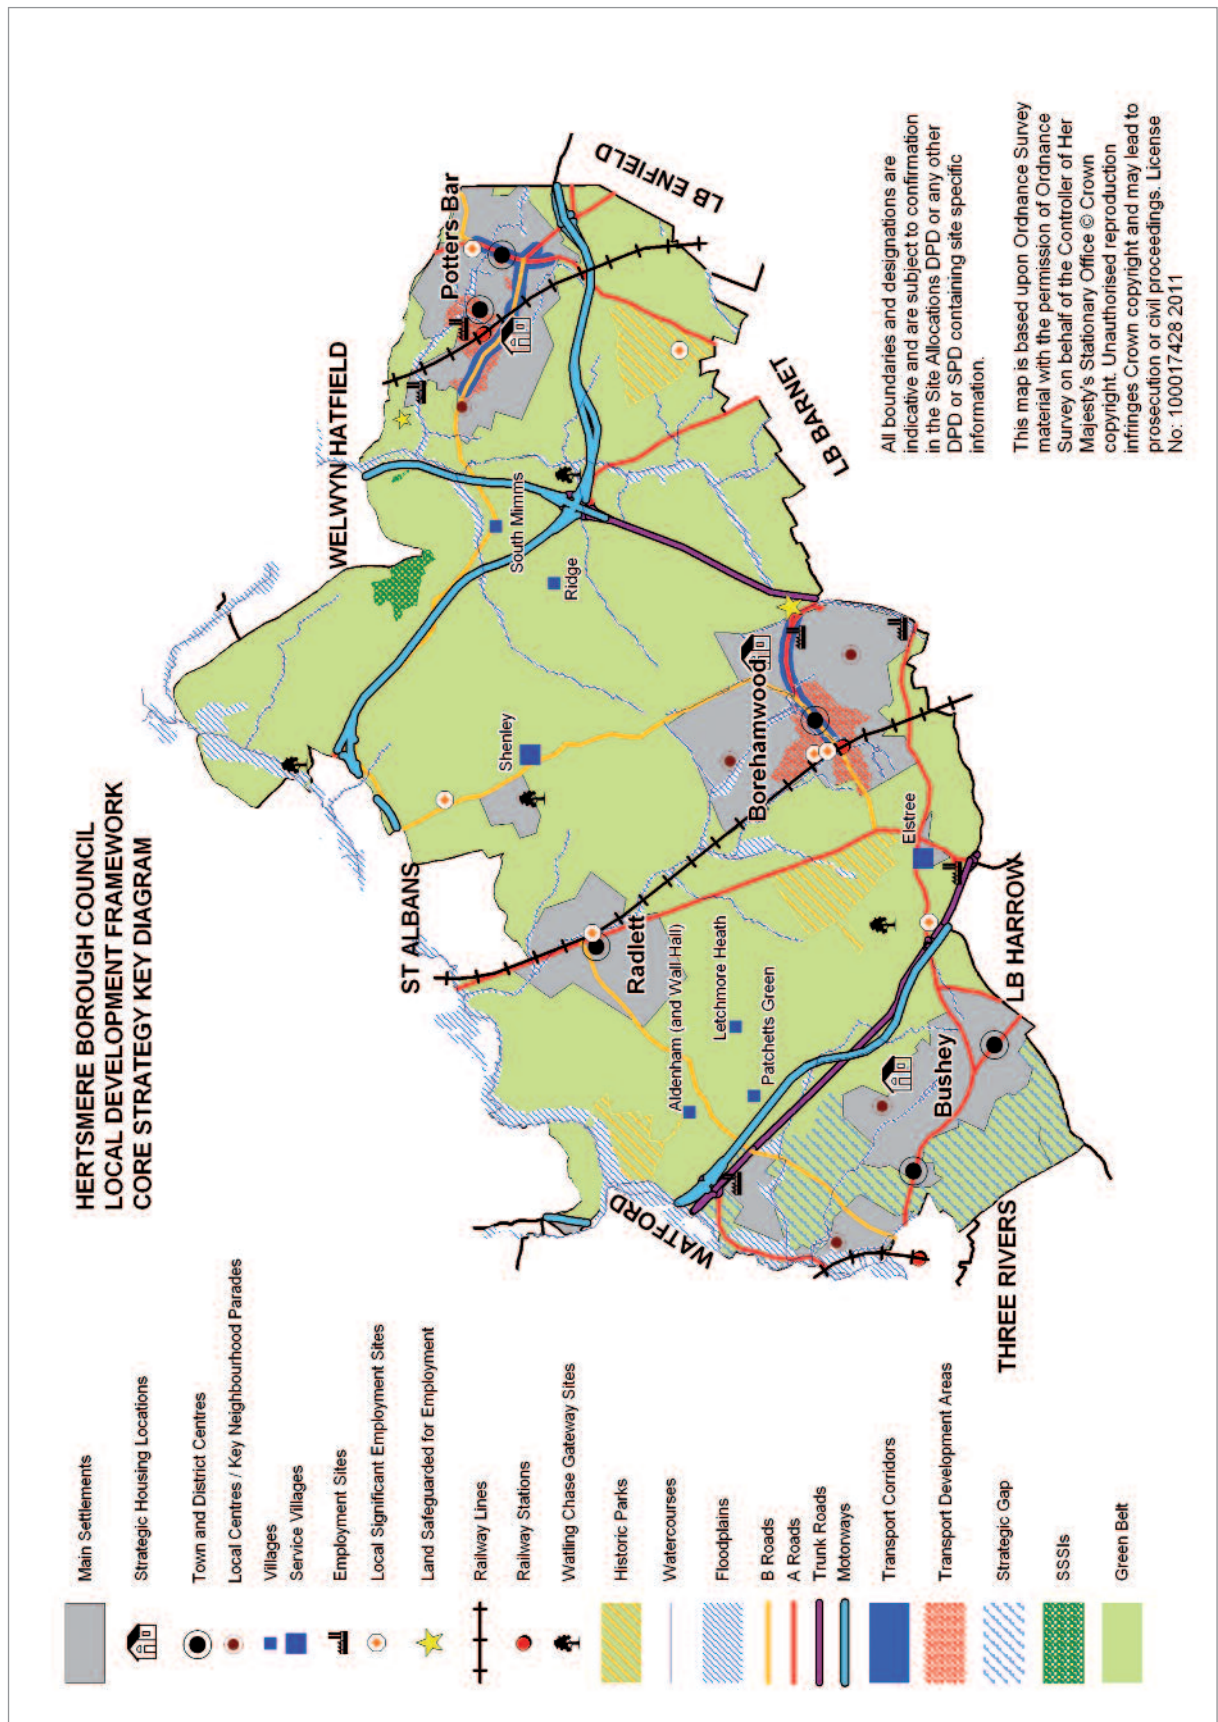 HERTSMERE BOROUGH COUNCIL
LOCAL DEVELOPMENT FRAMEWORK
CORE STRATEGY KEY DIAGRAM
WELWYN HATFIELD
ST ALBANS
WATFORD
THREE RIVERS
LB HARROW
LB BARNET
LB ENFIELD
Potters Bar
South Mimms
Ridge
Shenley
Borehamwood
Radlett
Elstree
Aldenham (and Wall Hall)
Letchmore Heath
Patchetts Green
Bushey
All boundaries and designations are
indicative and are subject to confirmation
in the Site Allocations DPD or any other
DPD or SPD containing site specific
information.
This map is based upon Ordnance Survey
material with the permission of Ordnance
Survey on behalf of the Controller of Her
Majesty's Stationary Office © Crown
copyright. Unauthorised reproduction
infringes Crown copyright and may lead to
prosecution or civil proceedings. License
No: 100017428 2011
Main Settlements
Strategic Housing Locations
Town and District Centres
Local Centres / Key Neighbourhood Parades
Villages
Service Villages
Employment Sites
Local Significant Employment Sites
Land Safeguarded for Employment
Railway Lines
Railway Stations
Watling Chase Gateway Sites
Historic Parks
Watercourses
Floodplains
B Roads
A Roads
Trunk Roads
Motorways
Transport Corridors
Transport Development Areas
Strategic Gap
SSSIs
Green Belt